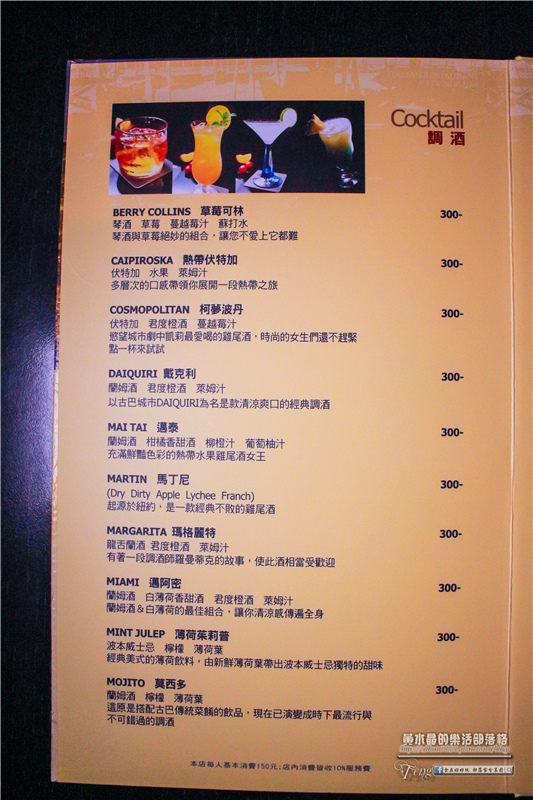 Cocktail
調 酒
BERRY COLLINS 草莓可林 300-
琴酒 草莓 蔓越莓汁 蘇打水
琴酒與草莓絕妙的組合，讓您不愛上它都難
CAIPIROSKA 熱帶伏特加 300-
伏特加 水果 萊姆汁
多層次的口感帶領你展開一段熱帶之旅
COSMOPOLITAN 柯夢波丹 300-
伏特加 君度橙酒 蔓越莓汁
慾望城市劇中凱莉最愛喝的雞尾酒，時尚的女生們還不趕緊
點一杯來試試
DAIQUIRI 戴克利 300-
蘭姆酒 君度橙酒 萊姆汁
以古巴城市DAIQUIRI為名是款清涼爽口的經典調酒
MAI TAI 邁泰 300-
蘭姆酒 柑橘香甜酒 柳橙汁 葡萄柚汁
充滿鮮豔色彩的熱帶水果雞尾酒女王
MARTIN 馬丁尼 300-
(Dry Dirty Apple Lychee Franch)
起源於紐約，是一款經典不敗的雞尾酒
MARGARITA 瑪格麗特 300-
龍舌蘭酒 君度橙酒 萊姆汁
有著一段調酒師羅曼蒂克的故事，使此酒相當受歡迎
MIAMI 邁阿密 300-
蘭姆酒 白薄荷香甜酒 君度橙酒 萊姆汁
蘭姆酒＆白薄荷的最佳組合，讓你清涼感傳遍全身
MINT JULEP 薄荷茱莉普 300-
波本威士忌 檸檬 薄荷葉
經典美式的薄荷飲料，由新鮮薄荷葉帶出波本威士忌獨特的甜味
MOJITO 莫西多 300-
蘭姆酒 檸檬 薄荷葉
這原是搭配古巴傳統菜餚的飲品，現在已演變成時下最流行與
不可錯過的調酒
本店每人基本消費150元;店內消費皆收10%服務費
黃水晶的樂活部落格
Feng